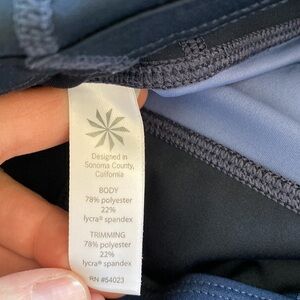 Designed in
Sonoma County,
California
BODY
78% polyester
22%
lycra® spandex
TRIMMING
78% polyester
22%
lycra® spandex
RN #54023